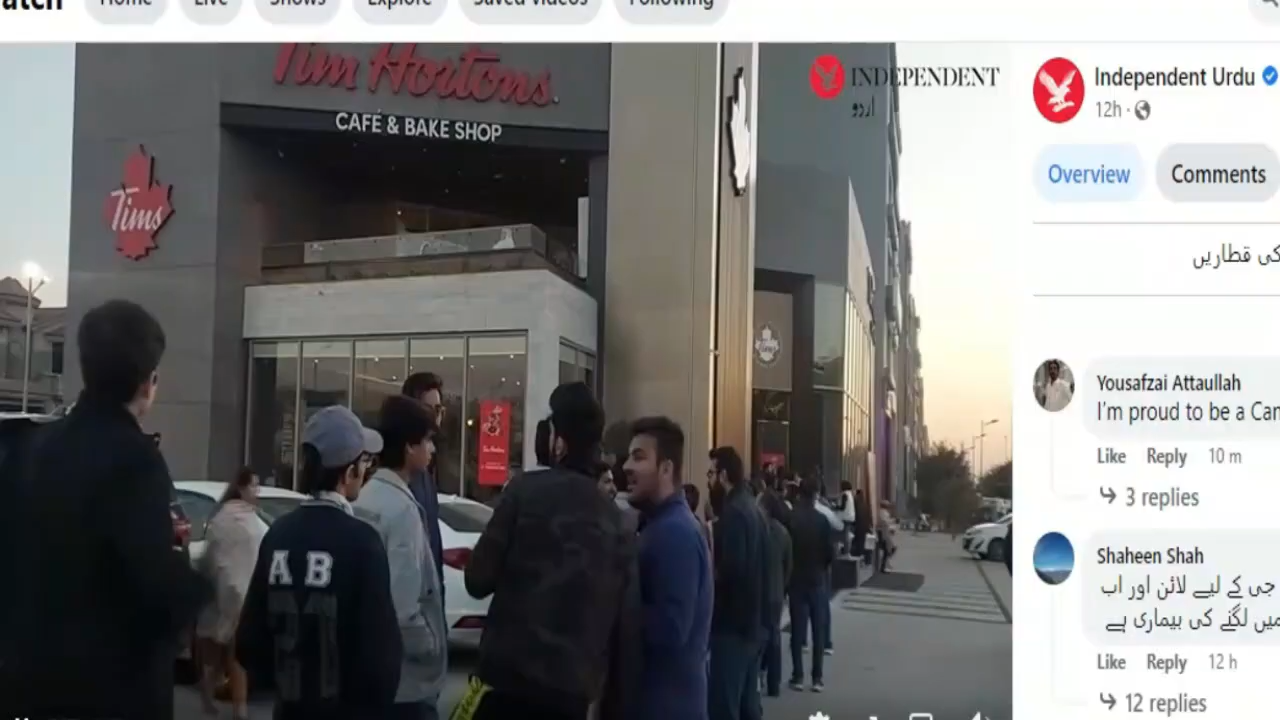 Home
Live
Shows
Explore
Saved videos
Following
Tim Hortons.
CAFÉ & BAKE SHOP
Tims
INDEPENDENT
اردو
A B
Independent Urdu
12h
Overview
Comments
کی قطاریں
Yousafzai Attaullah
I'm proud to be a Can
Like Reply 10 m
3 replies
Shaheen Shah
جی کے لیے لائن اور اب
میں لگنے کی بیماری ہے
Like Reply 12 h
12 replies